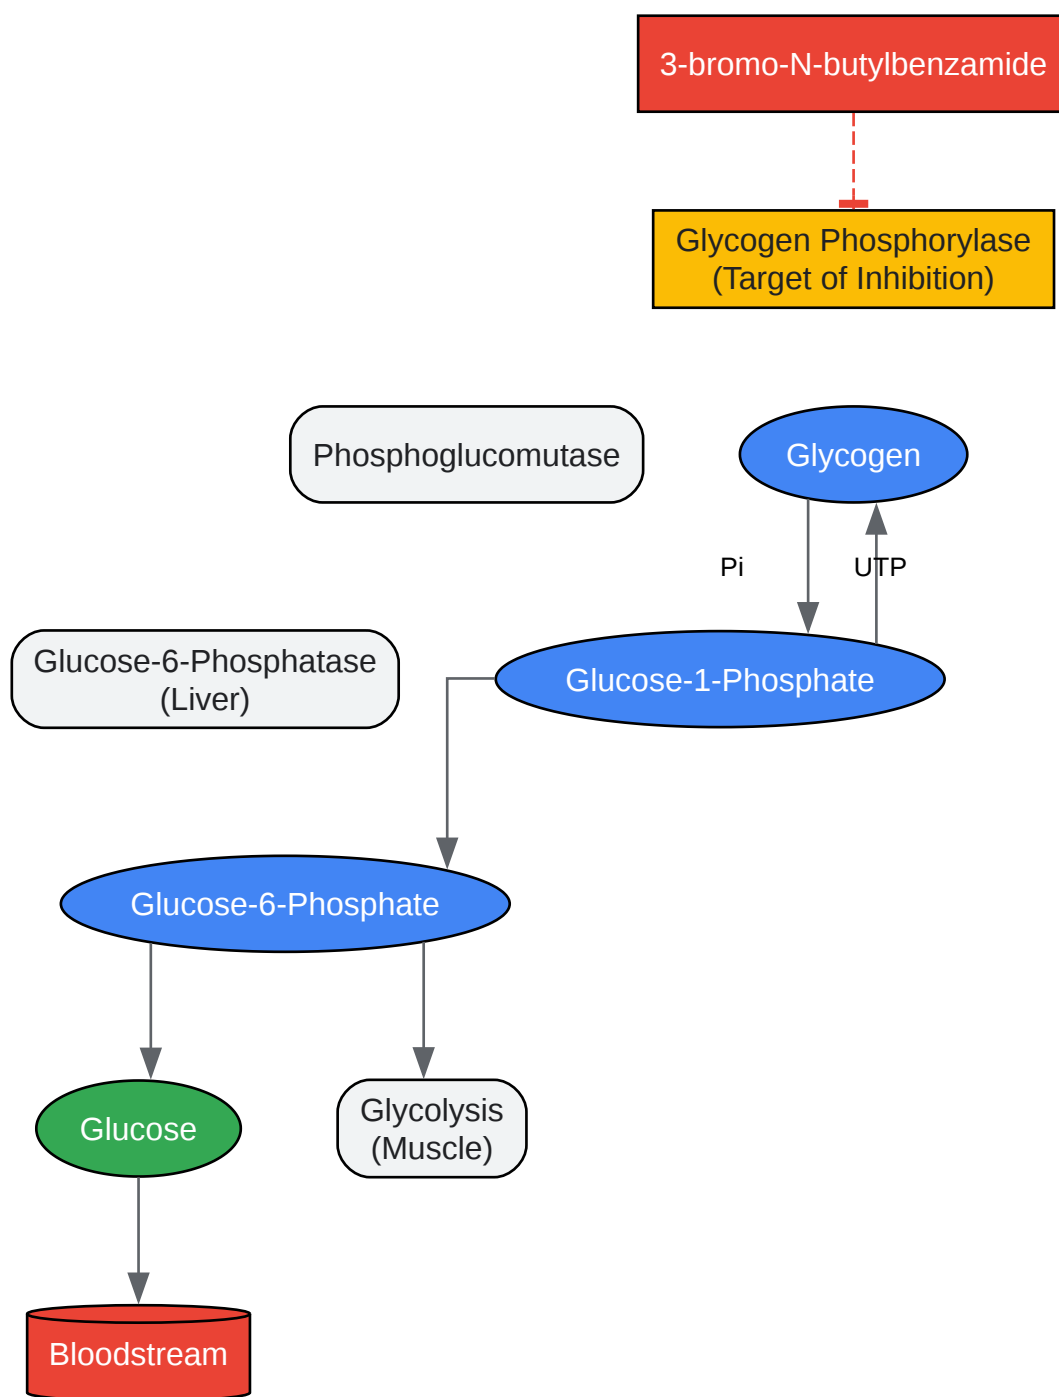 3-bromo-N-butylbenzamide
Glycogen Phosphorylase
(Target of Inhibition)
Phosphoglucomutase
Glycogen
Pi
UTP
Glucose-6-Phosphatase
(Liver)
Glucose-1-Phosphate
Glucose-6-Phosphate
Glucose
Glycolysis
(Muscle)
Bloodstream